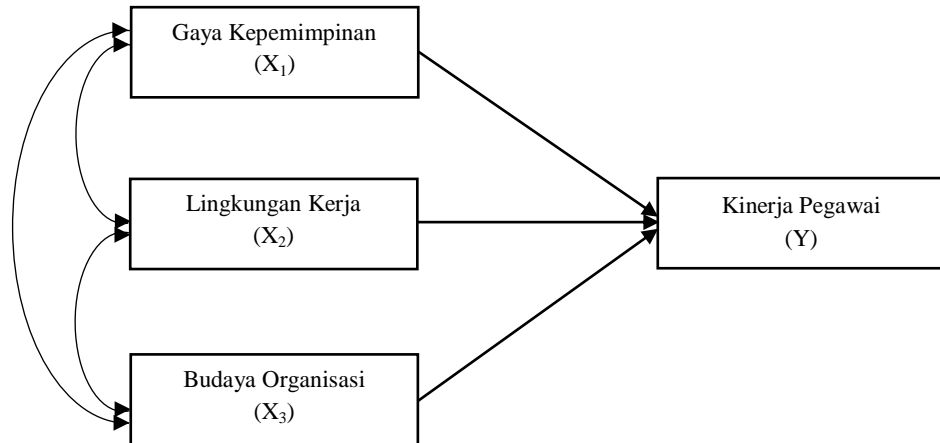 Gaya Kepemimpinan
(X₁)
Lingkungan Kerja
(X₂)
Kinerja Pegawai
(Y)
Budaya Organisasi
(X₃)